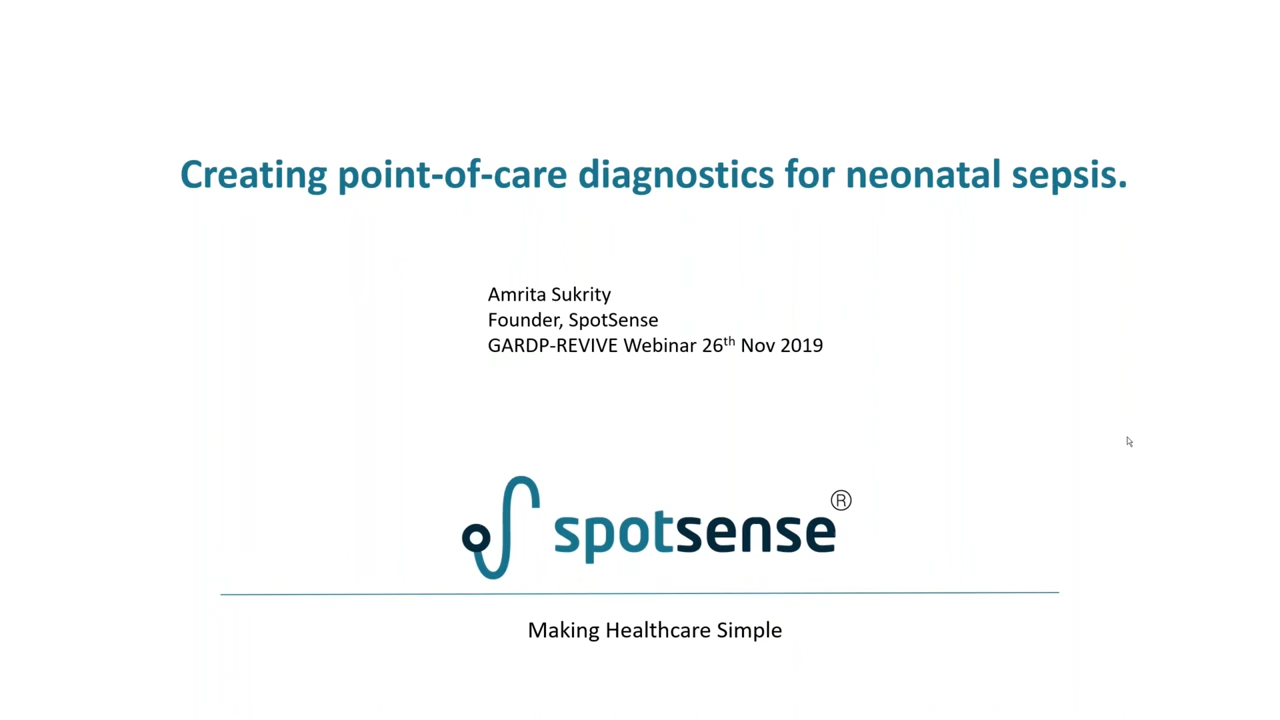 Creating point-of-care diagnostics for neonatal sepsis.
Amrita Sukrity
Founder, SpotSense
GARDP-REVIVE Webinar 26th Nov 2019
spotsense®
Making Healthcare Simple